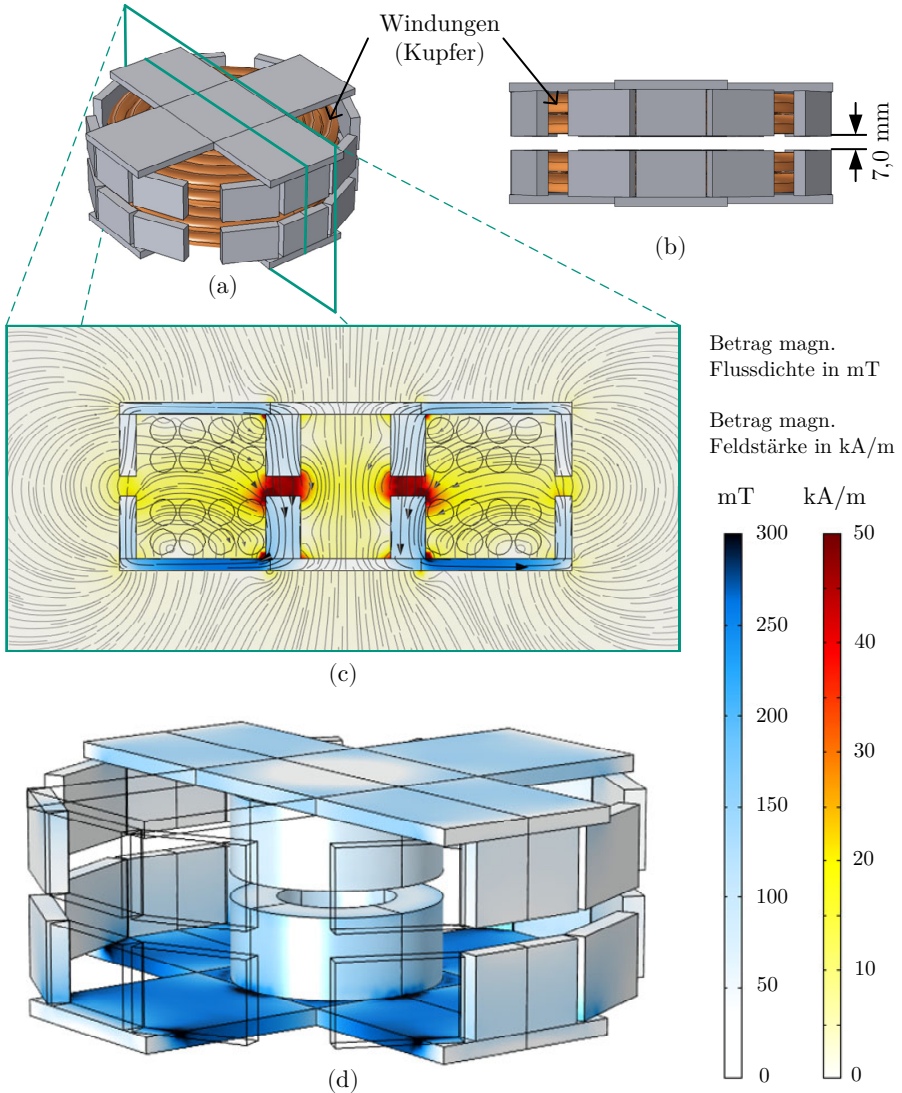 Windungen
(Kupfer)
7,0 mm
(a)
(b)
Betrag magn.
Flussdichte in mT
Betrag magn.
Feldstärke in kA/m
mT
kA/m
300
250
200
150
100
50
0
50
40
30
20
10
0
(c)
(d)